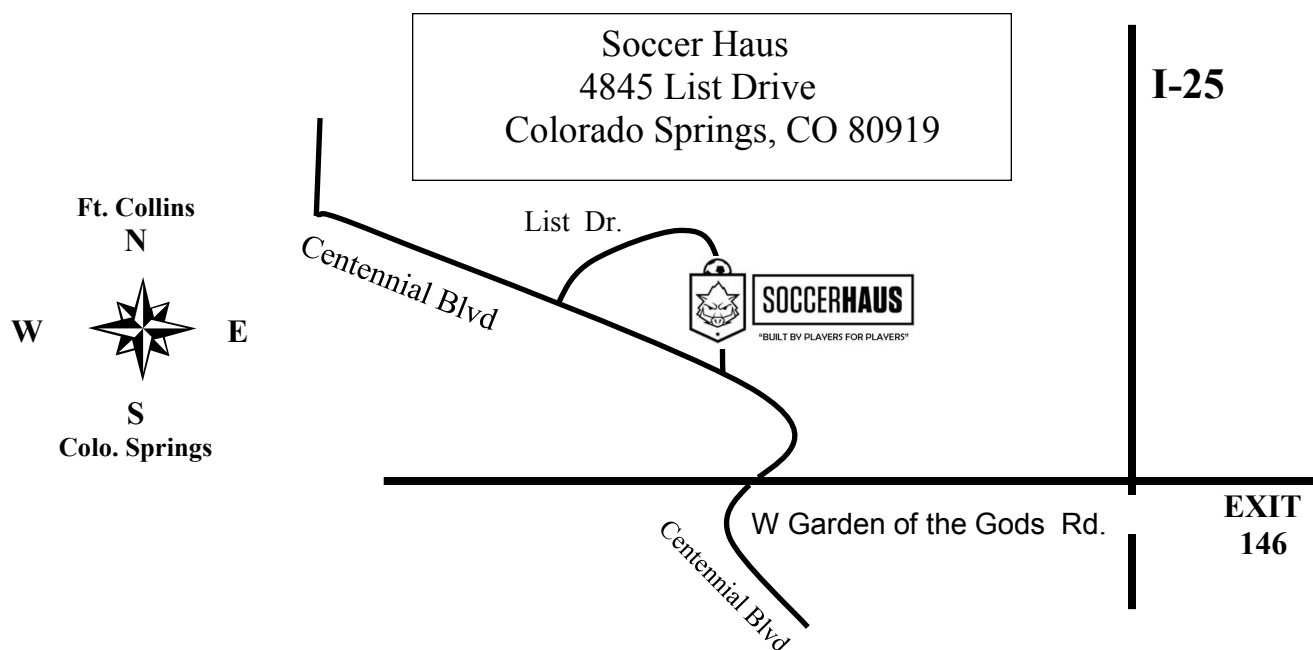 Soccer Haus
4845 List Drive
Colorado Springs, CO 80919
I-25
Ft. Collins
N
W
E
S
Colo. Springs
List Dr.
Centennial Blvd
SOCCERHAUS
"BUILT BY PLAYERS FOR PLAYERS"
W Garden of the Gods Rd.
EXIT
146
Centennial Blvd